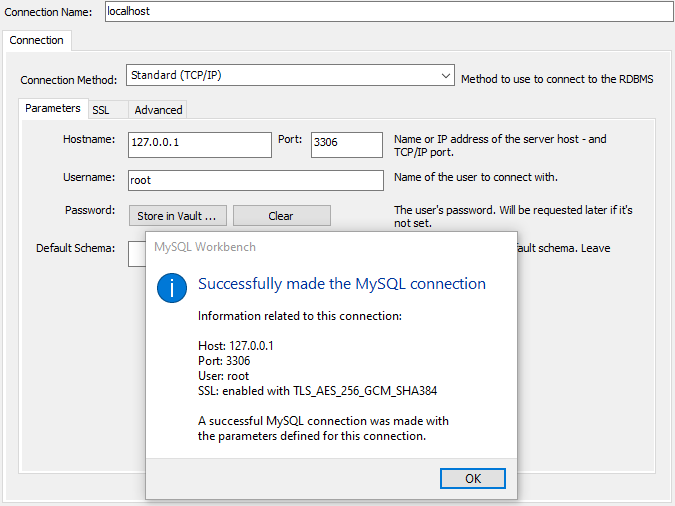 Connection Name: localhost
Connection
Connection Method: Standard (TCP/IP) Method to use to connect to the RDBMS
Parameters SSL Advanced
Hostname: 127.0.0.1 Port: 3306 Name or IP address of the server host - and
TCP/IP port.
Username: root Name of the user to connect with.
Password: Store in Vault ... Clear The user's password. Will be requested later if it's
not set.
Default Schema: fault schema. Leave
MySQL Workbench
Successfully made the MySQL connection
Information related to this connection:
Host: 127.0.0.1
Port: 3306
User: root
SSL: enabled with TLS_AES_256_GCM_SHA384
A successful MySQL connection was made with
the parameters defined for this connection.
OK